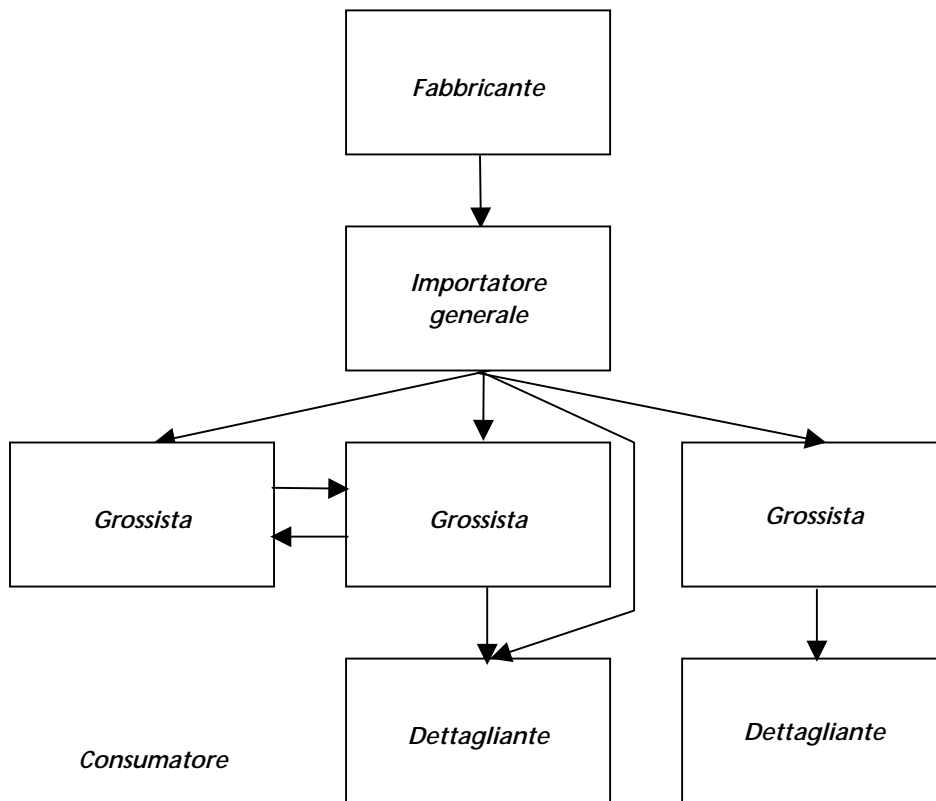 Fabbricante
Importatore
generale
Grossista
Grossista
Grossista
Dettagliante
Dettagliante
Consumatore